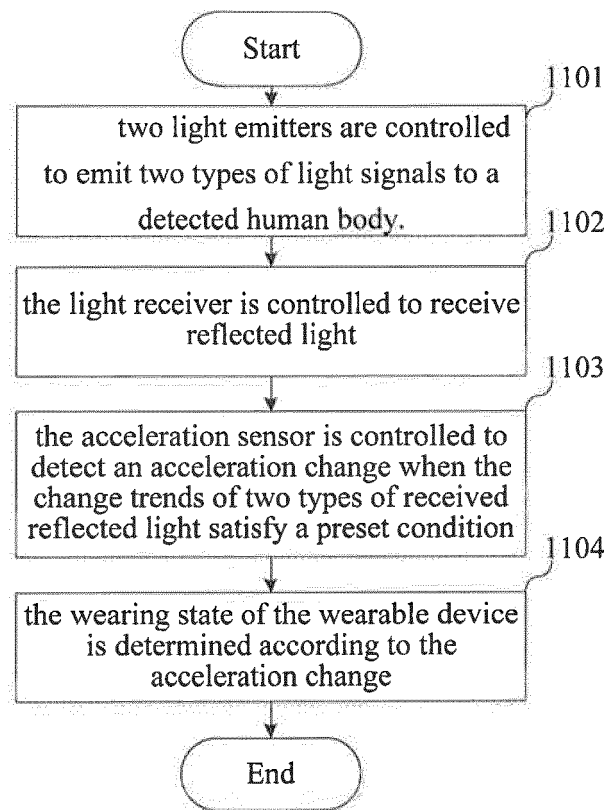 Start
1101
two light emitters are controlled
to emit two types of light signals to a
detected human body.
1102
the light receiver is controlled to receive
reflected light
1103
the acceleration sensor is controlled to
detect an acceleration change when the
change trends of two types of received
reflected light satisfy a preset condition
1104
the wearing state of the wearable device
is determined according to the
acceleration change
End